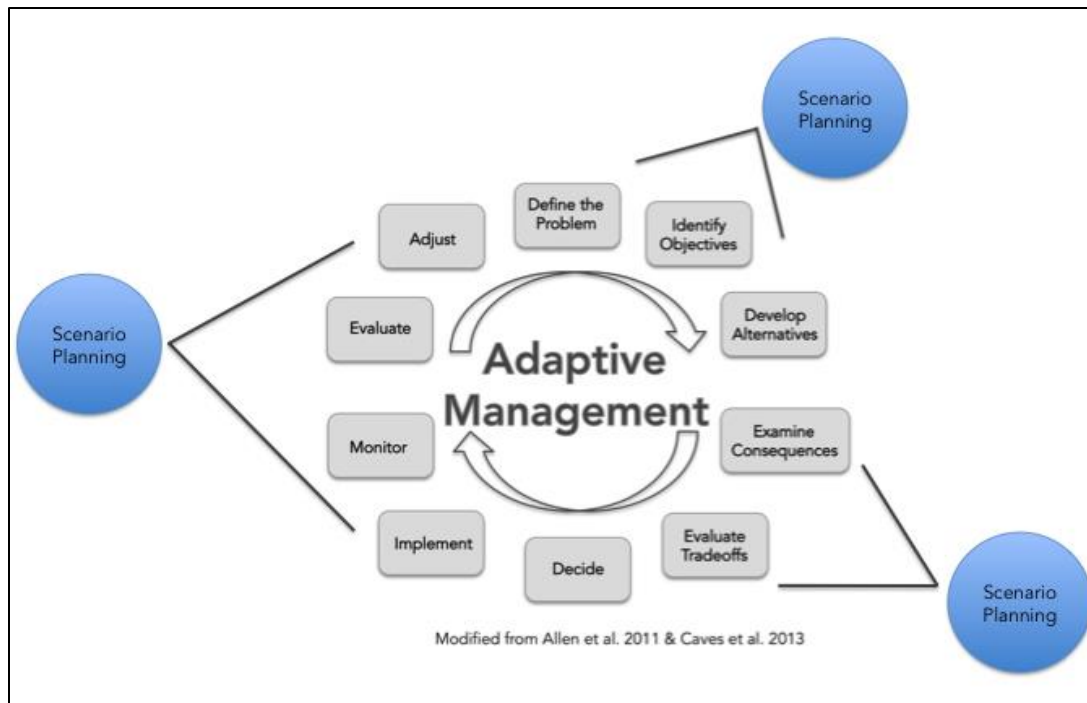 Scenario
Planning
Define the
Problem
Identify
Objectives
Adjust
Develop
Alternatives
Evaluate
Scenario
Planning
Adaptive
Management
Examine
Consequences
Monitor
Evaluate
Tradeoffs
Implement
Decide
Scenario
Planning
Modified from Allen et al. 2011 & Caves et al. 2013